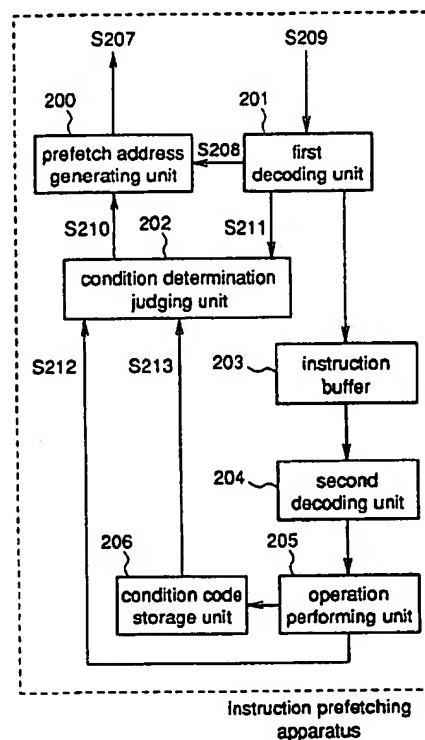 S207
S209
200
201
prefetch address
generating unit
S208
first
decoding unit
S210
202
S211
condition determination
judging unit
S212
S213
203
instruction
buffer
204
second
decoding unit
206
205
condition code
storage unit
operation
performing unit
Instruction prefetching
apparatus